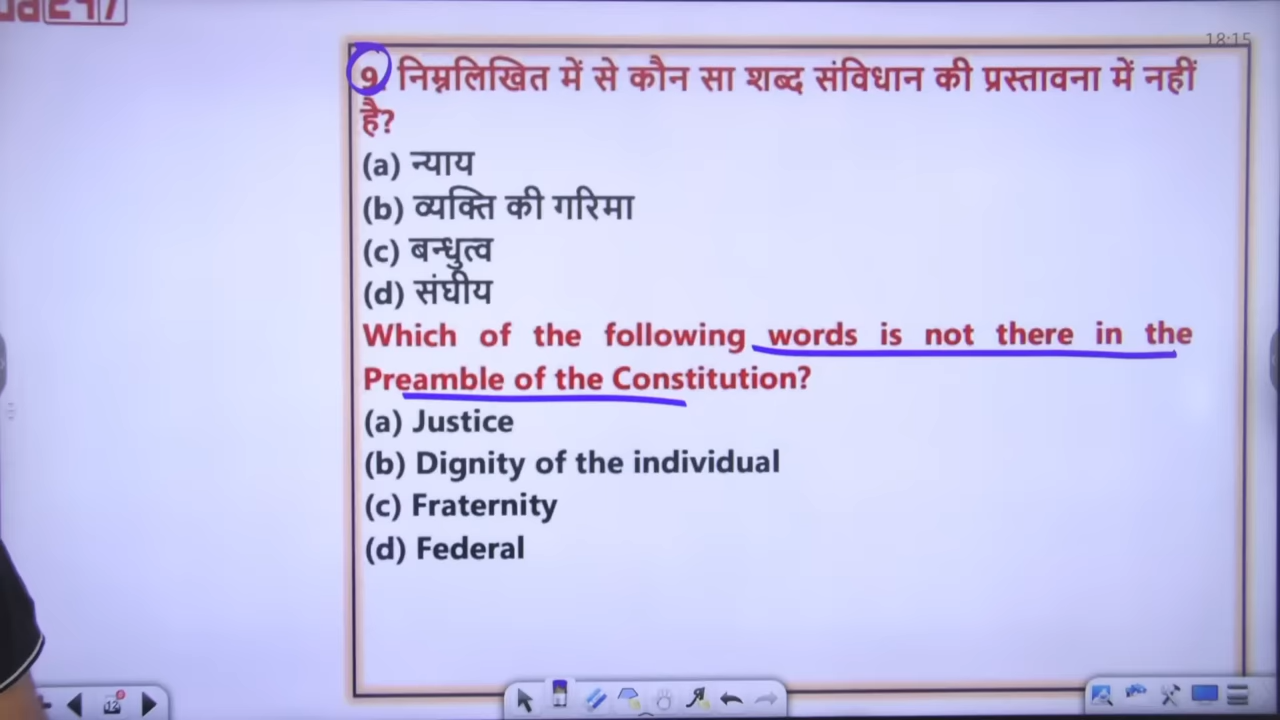 18:15
9. निम्नलिखित में से कौन सा शब्द संविधान की प्रस्तावना में नहीं
है?
(a) न्याय
(b) व्यक्ति की गरिमा
(c) बन्धुत्व
(d) संघीय
Which of the following words is not there in the
Preamble of the Constitution?
(a) Justice
(b) Dignity of the individual
(c) Fraternity
(d) Federal
12